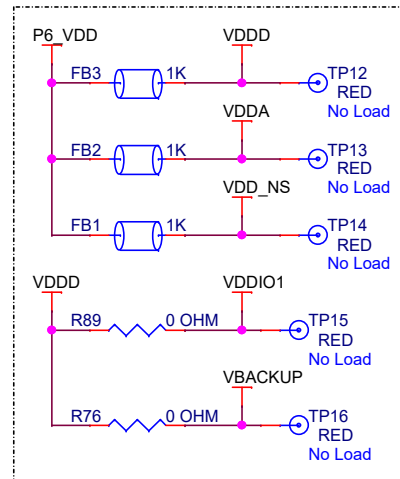 P6_VDD
VDDD
FB3 1K TP12
RED
No Load
VDDA
FB2 1K TP13
RED
No Load
VDD_NS
FB1 1K TP14
RED
No Load
VDDD
VDDIO1
R89 0 OHM TP15
RED
No Load
VBACKUP
R76 0 OHM TP16
RED
No Load